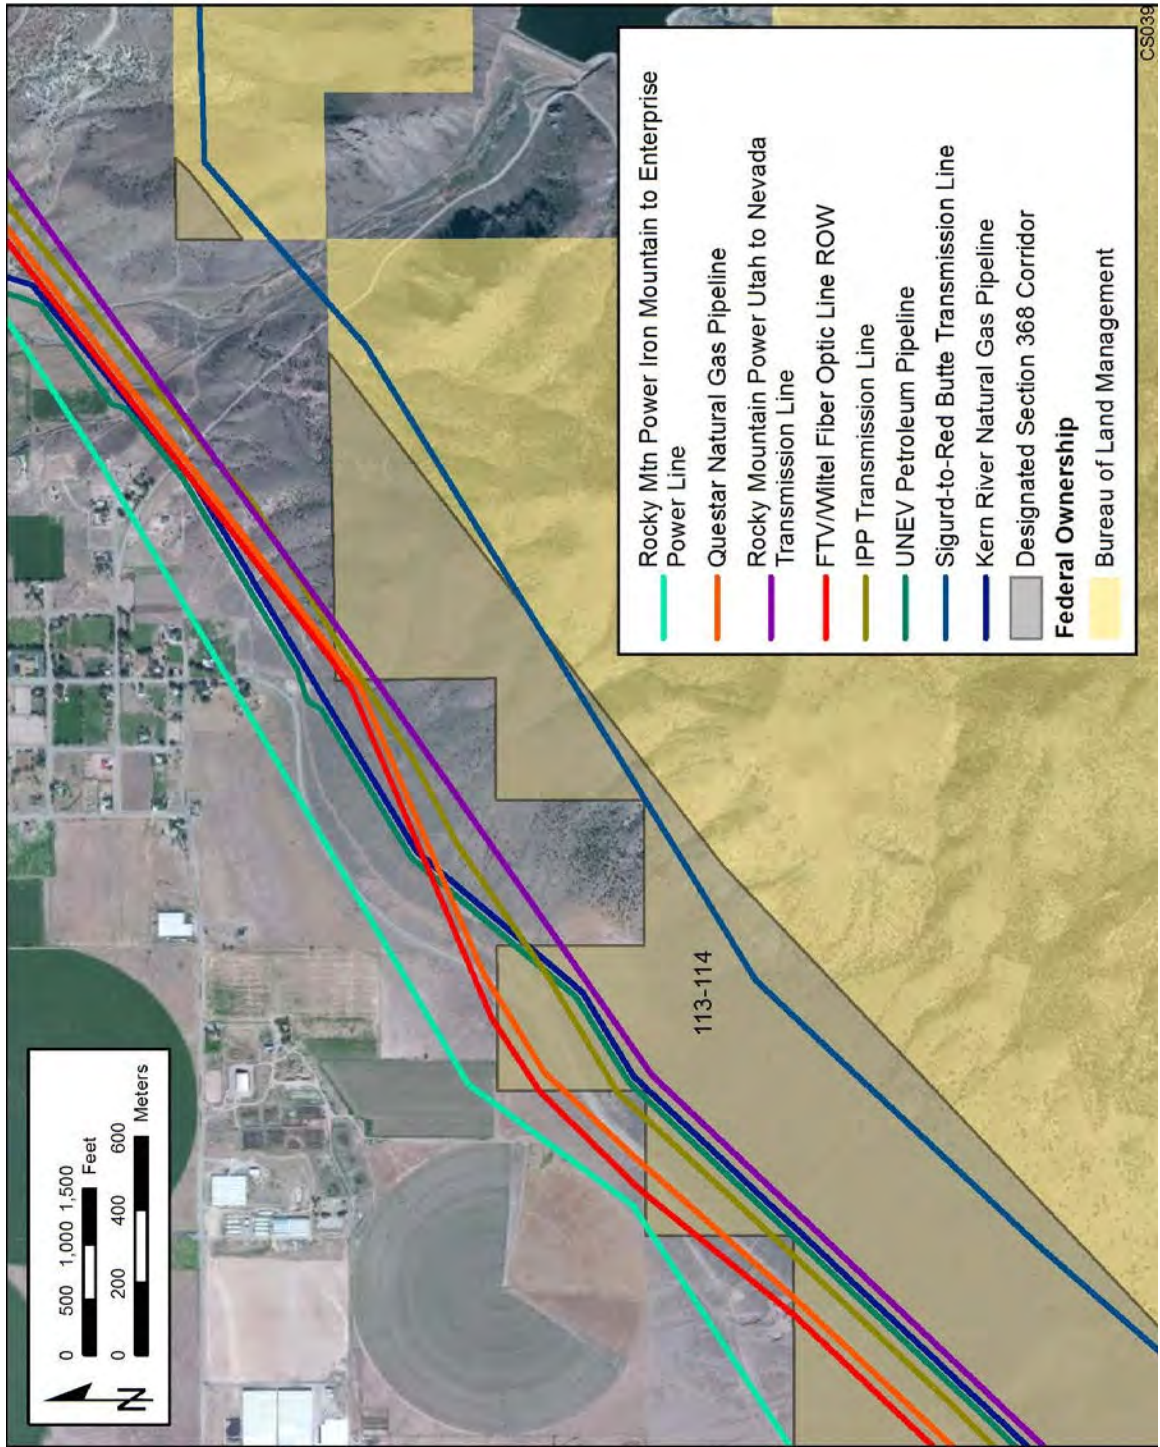 0 500 1,000 1,500
Feet
0 200 400 600
Meters
N
113-114
Rocky Mtn Power Iron Mountain to Enterprise
Power Line
Questar Natural Gas Pipeline
Rocky Mountain Power Utah to Nevada
Transmission Line
FTV/Miltel Fiber Optic Line ROW
IPP Transmission Line
UNEV Petroleum Pipeline
Sigurd-to-Red Butte Transmission Line
Kern River Natural Gas Pipeline
Designated Section 368 Corridor
Federal Ownership
Bureau of Land Management
CS039